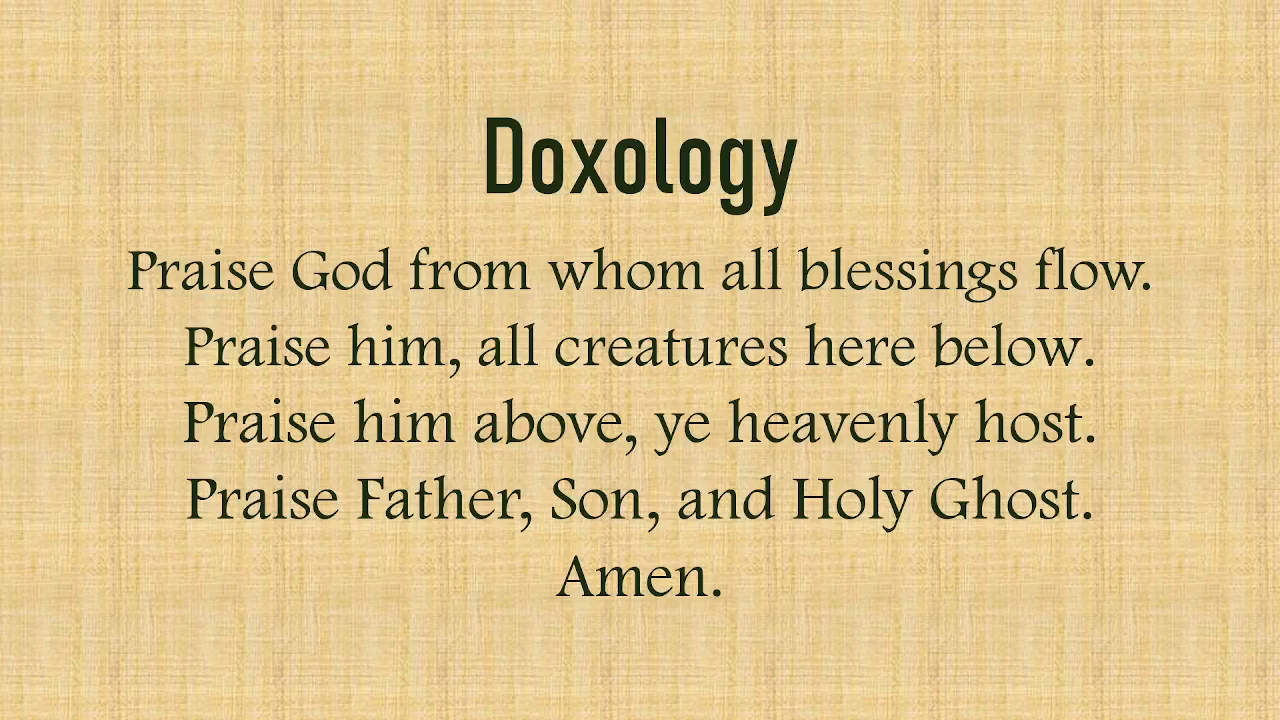 Doxology
Praise God from whom all blessings flow.
Praise him, all creatures here below.
Praise him above, ye heavenly host.
Praise Father, Son, and Holy Ghost.
Amen.